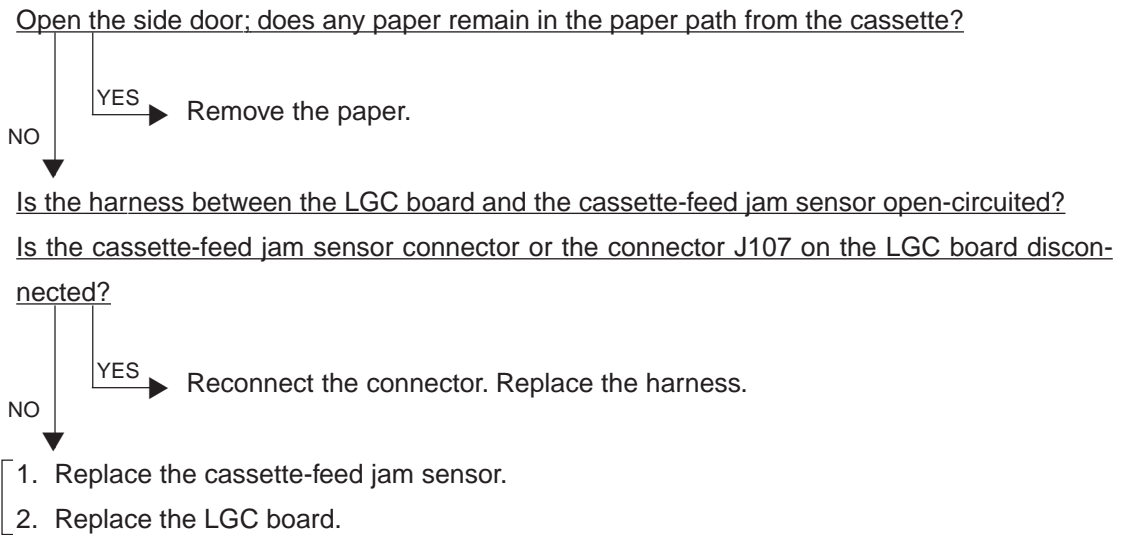 Open the side door; does any paper remain in the paper path from the cassette?
YES
Remove the paper.
NO
Is the harness between the LGC board and the cassette-feed jam sensor open-circuited?
Is the cassette-feed jam sensor connector or the connector J107 on the LGC board discon-
nected?
YES
Reconnect the connector. Replace the harness.
NO
1. Replace the cassette-feed jam sensor.
2. Replace the LGC board.